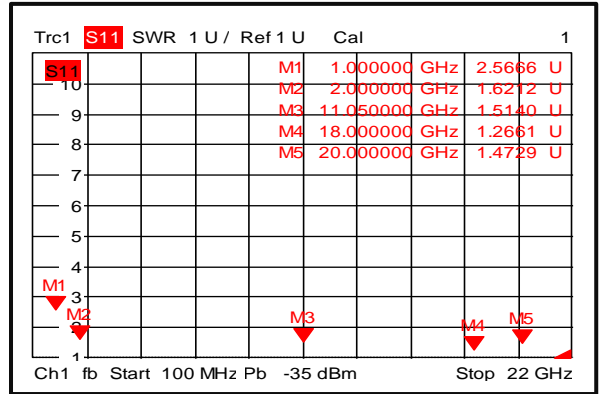 Trc1 S11 SWR 1 U / Ref 1 U Cal 1
S11
M1 1.000000 GHz 2.5666 U
M2 2.000000 GHz 1.6212 U
M3 11.050000 GHz 1.5140 U
M4 18.000000 GHz 1.2661 U
M5 20.000000 GHz 1.4729 U
10
9
8
7
6
5
4
M1
3
M2
2
M3
M4
M5
1
Ch1 fb Start 100 MHz Pb -35 dBm Stop 22 GHz